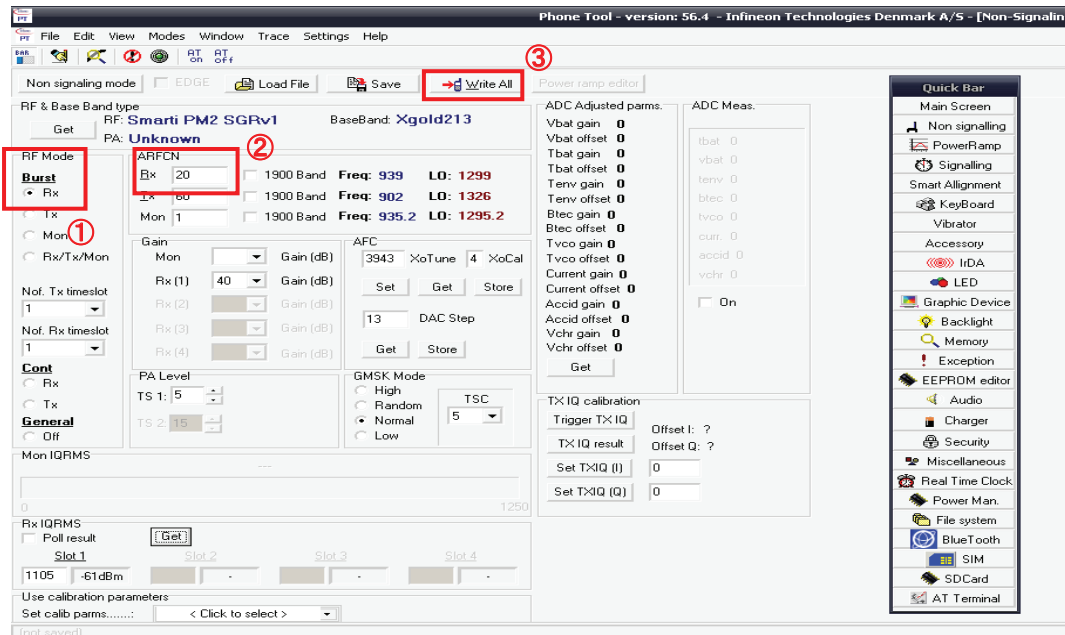 Phone Tool - version: 56.4 - Infineon Technologies Denmark A/S - [Non-Signalin
PT File Edit View Modes Window Trace Settings Help
BAR AT on AT off
③
Non signaling mode EDGE Load File Save Write All Power ramp editor
RF & Base Band type
Get RF: Smarti PM2 SGRv1 BaseBand: Xgold213
PA: Unknown
②
RF Mode
Burst
Rx
Tx
①
Mon
Rx/Tx/Mon
Nof. Tx timeslot
1
Nof. Rx timeslot
1
Cont
Rx
Tx
General
Off
ARFCN
Rx 20 1900 Band Freq: 939 LO: 1299
Tx 60 1900 Band Freq: 902 LO: 1326
Mon 1 1900 Band Freq: 935.2 LO: 1295.2
Gain
Mon Gain (dB)
Rx (1) 40 Gain (dB)
Rx (2) Gain (dB)
Rx (3) Gain (dB)
Rx (4) Gain (dB)
AFC
3943 XoTune 4 XoCal
Set Get Store
13 DAC Step
Get Store
PA Level
TS 1: 5
TS 2: 15
GMSK Mode
High
Random
Normal
Low
TSC
5
Mon IQRMS
---
0 1250
Rx IQRMS
Poll result Get
Slot 1 Slot 2 Slot 3 Slot 4
1105 -61dBm - - -
Use calibration parameters
Set calib parms......: < Click to select >
(not saved)
ADC Adjusted parms.
Vbat gain 0
Vbat offset 0
Tbat gain 0
Tbat offset 0
Tenv gain 0
Tenv offset 0
Btec gain 0
Btec offset 0
Tvco gain 0
Tvco offset 0
Current gain 0
Current offset 0
Accid gain 0
Accid offset 0
Vchr gain 0
Vchr offset 0
Get
ADC Meas.
tbat 0
vbat 0
tenv 0
btec 0
tvco 0
curr. 0
accid 0
vchr 0
On
TX IQ calibration
Trigger TX IQ Offset I: ?
TX IQ result Offset Q: ?
Set TXIQ (I) 0
Set TXIQ (Q) 0
Quick Bar
Main Screen
Non signalling
PowerRamp
Signalling
Smart Allignment
KeyBoard
Vibrator
Accessory
IrDA
LED
Graphic Device
Backlight
Memory
Exception
EEPROM editor
Audio
Charger
Security
Miscellaneous
Real Time Clock
Power Man.
File system
BlueTooth
SIM
SDCard
AT Terminal